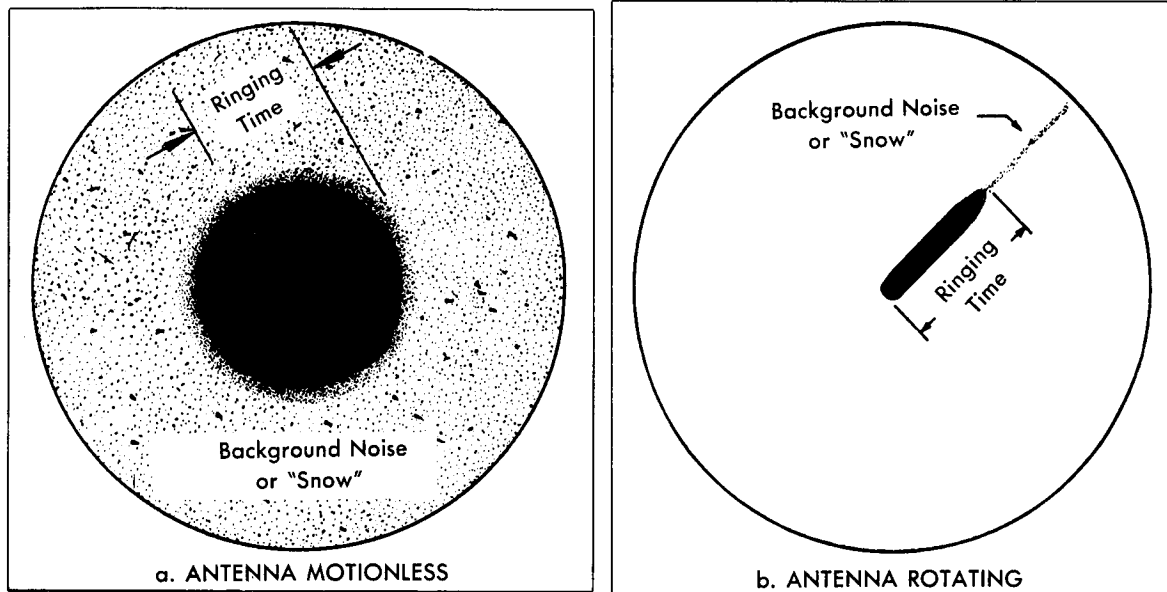 Ringing
Time
Background Noise
or "Snow"
a. ANTENNA MOTIONLESS
Background Noise
or "Snow"
Ringing
Time
b. ANTENNA ROTATING